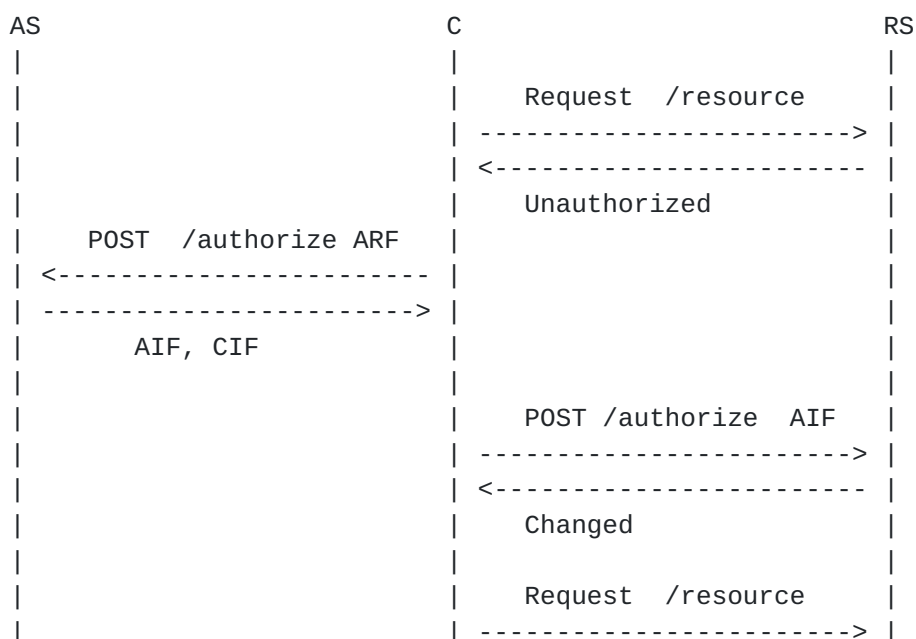 AS C RS
Request /resource
Unauthorized
POST /authorize ARF
AIF, CIF
POST /authorize AIF
Changed
Request /resource